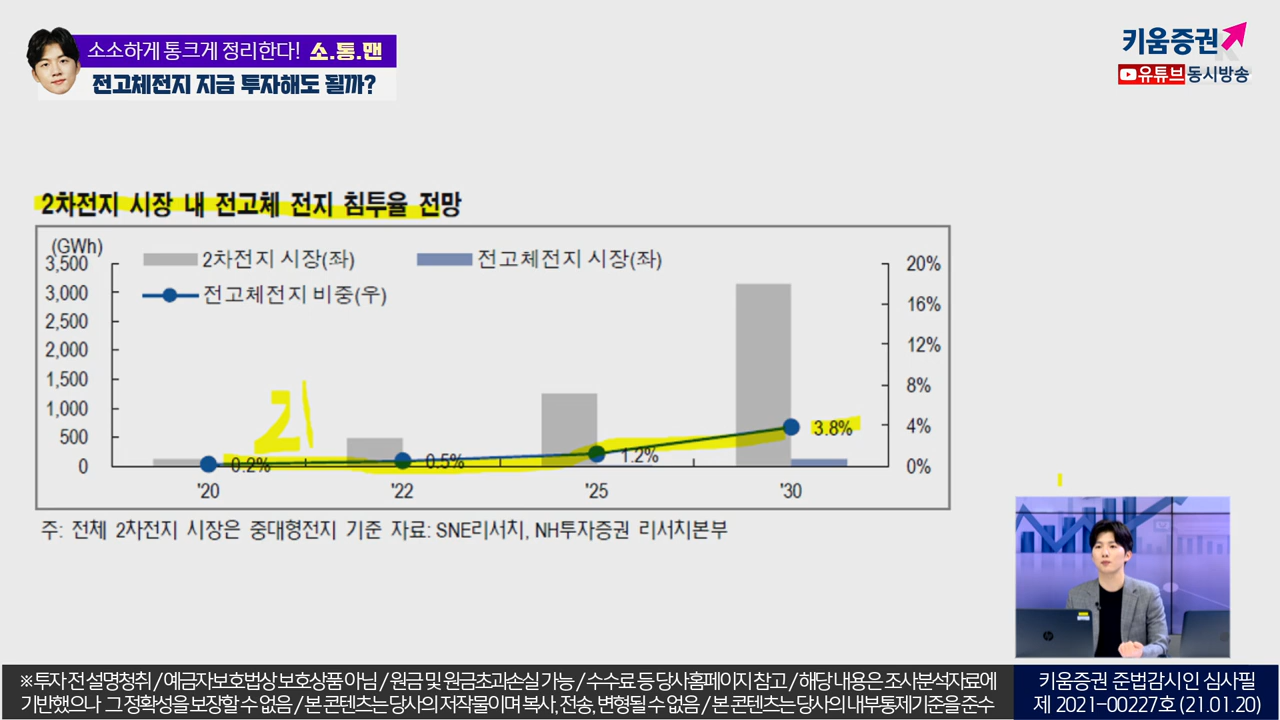 소소하게 통크게 정리한다! 소.통.맨
전고체전지 지금 투자해도 될까?
키움증권
유튜브동시방송
2차전지 시장 내 전고체 전지 침투율 전망
(GWh)
2차전지 시장(좌) 전고체전지 시장(좌)
전고체전지 비중(우)
3,500
3,000
2,500
2,000
1,500
1,000
500
0
20%
16%
12%
8%
4%
0%
0.2%
0.5%
1.2%
3.8%
'20 '22 '25 '30
주: 전체 2차전지 시장은 중대형전지 기준 자료: SNE리서치, NH투자증권 리서치본부
※ 투자 전 설명청취 / 예금자보호법상 보호상품 아님 / 원금 및 원금초과손실 가능 / 수수료 등 당사홈페이지 참고 / 해당 내용은 조사분석자료에
기반했으나 그 정확성을 보장할 수 없음 / 본 콘텐츠는 당사의 저작물이며 복사, 전송, 변형될 수 없음 / 본 콘텐츠는 당사의 내부통제기준을 준수
키움증권 준법감시인 심사필
제 2021-00227호 (21.01.20)